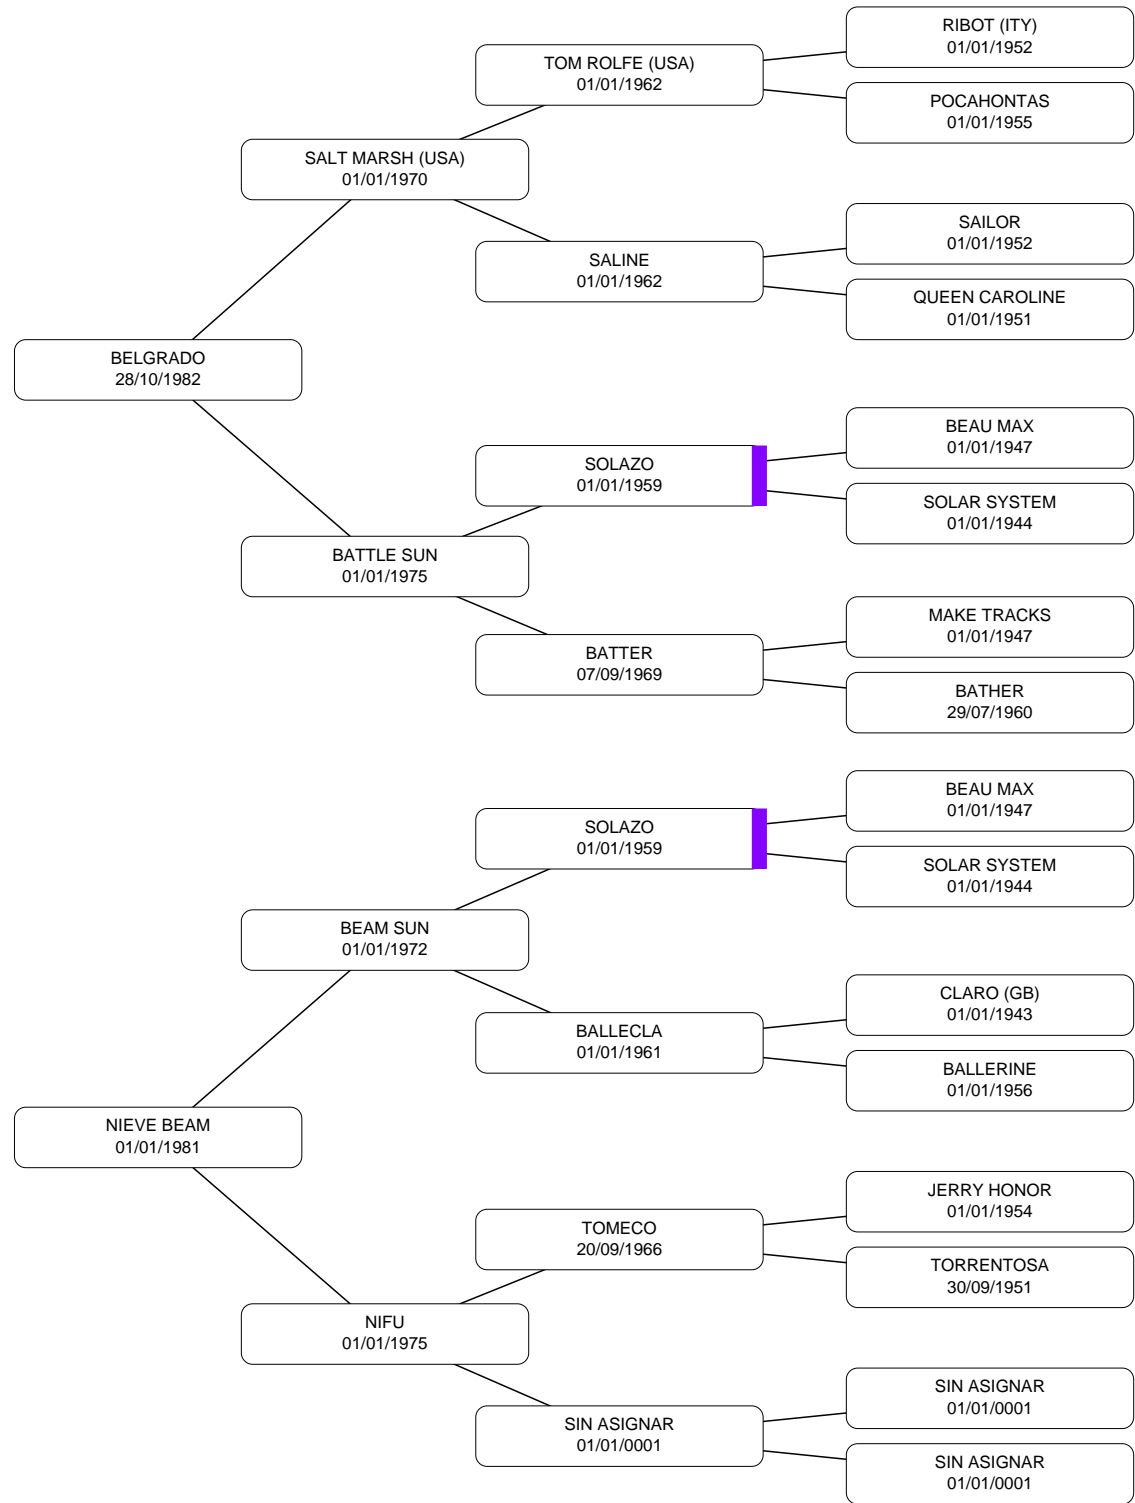 RIBOT (ITY)
01/01/1952
TOM ROLFE (USA)
01/01/1962
POCAHONTAS
01/01/1955
SALT MARSH (USA)
01/01/1970
SAILOR
01/01/1952
SALINE
01/01/1962
QUEEN CAROLINE
01/01/1951
BELGRADO
28/10/1982
BEAU MAX
01/01/1947
SOLAZO
01/01/1959
SOLAR SYSTEM
01/01/1944
BATTLE SUN
01/01/1975
MAKE TRACKS
01/01/1947
BATTER
07/09/1969
BATHER
29/07/1960
BEAU MAX
01/01/1947
SOLAZO
01/01/1959
SOLAR SYSTEM
01/01/1944
BEAM SUN
01/01/1972
CLARO (GB)
01/01/1943
BALLECLA
01/01/1961
BALLERINE
01/01/1956
NIEVE BEAM
01/01/1981
JERRY HONOR
01/01/1954
TOMECO
20/09/1966
TORRENTOSA
30/09/1951
NIFU
01/01/1975
SIN ASIGNAR
01/01/0001
SIN ASIGNAR
01/01/0001
SIN ASIGNAR
01/01/0001